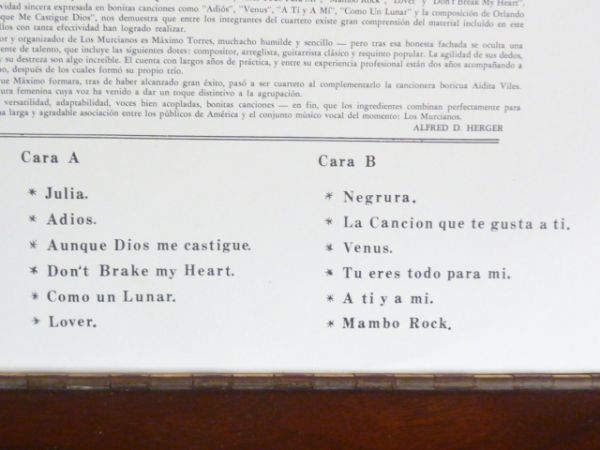 vidad sincera expresada en bonitas canciones como "Adiós", "Venus", "A Ti y A Mí", "Como Un Lunar" y la composición de Orlando
que Me Castigue Dios", nos demuestra que entre los integrantes del cuarteto existe gran comprensión del material incluído en este
llos con tanta efectividad han logrado realizar.
or y organizador de Los Murcianos es Máximo Torres, muchacho humilde y sencillo — pero tras esa honesta fachada se oculta una
ente de talento, que incluye las siguientes dotes: compositor, arreglista, guitarrista clásico y requinto popular. La agilidad de sus dedos,
y su destreza son algo increíble. El cuenta con largos años de práctica, y entre su experiencia profesional están dos años acompañando a
no, después de los cuales formó su propio trío.
que Máximo formara, tras de haber alcanzado gran éxito, pasó a ser cuarteto al complementarlo la cancionera boricua Aidita Viles.
ura femenina cuya voz ha venido a dar un toque distintivo a la agrupación.
versatilidad, adaptabilidad, voces bien acopladas, bonitas canciones — en fin, que los ingredientes combinan perfectamente para
na larga y agradable asociación entre los públicos de América y el conjunto músico vocal del momento: Los Murcianos.
ALFRED D. HERGER
Cara A
* Julia.
* Adios.
* Aunque Dios me castigue.
* Don't Brake my Heart.
* Como un Lunar.
* Lover.
Cara B
* Negrura.
* La Cancion que te gusta a ti.
* Venus.
* Tu eres todo para mi.
* A ti y a mi.
* Mambo Rock.